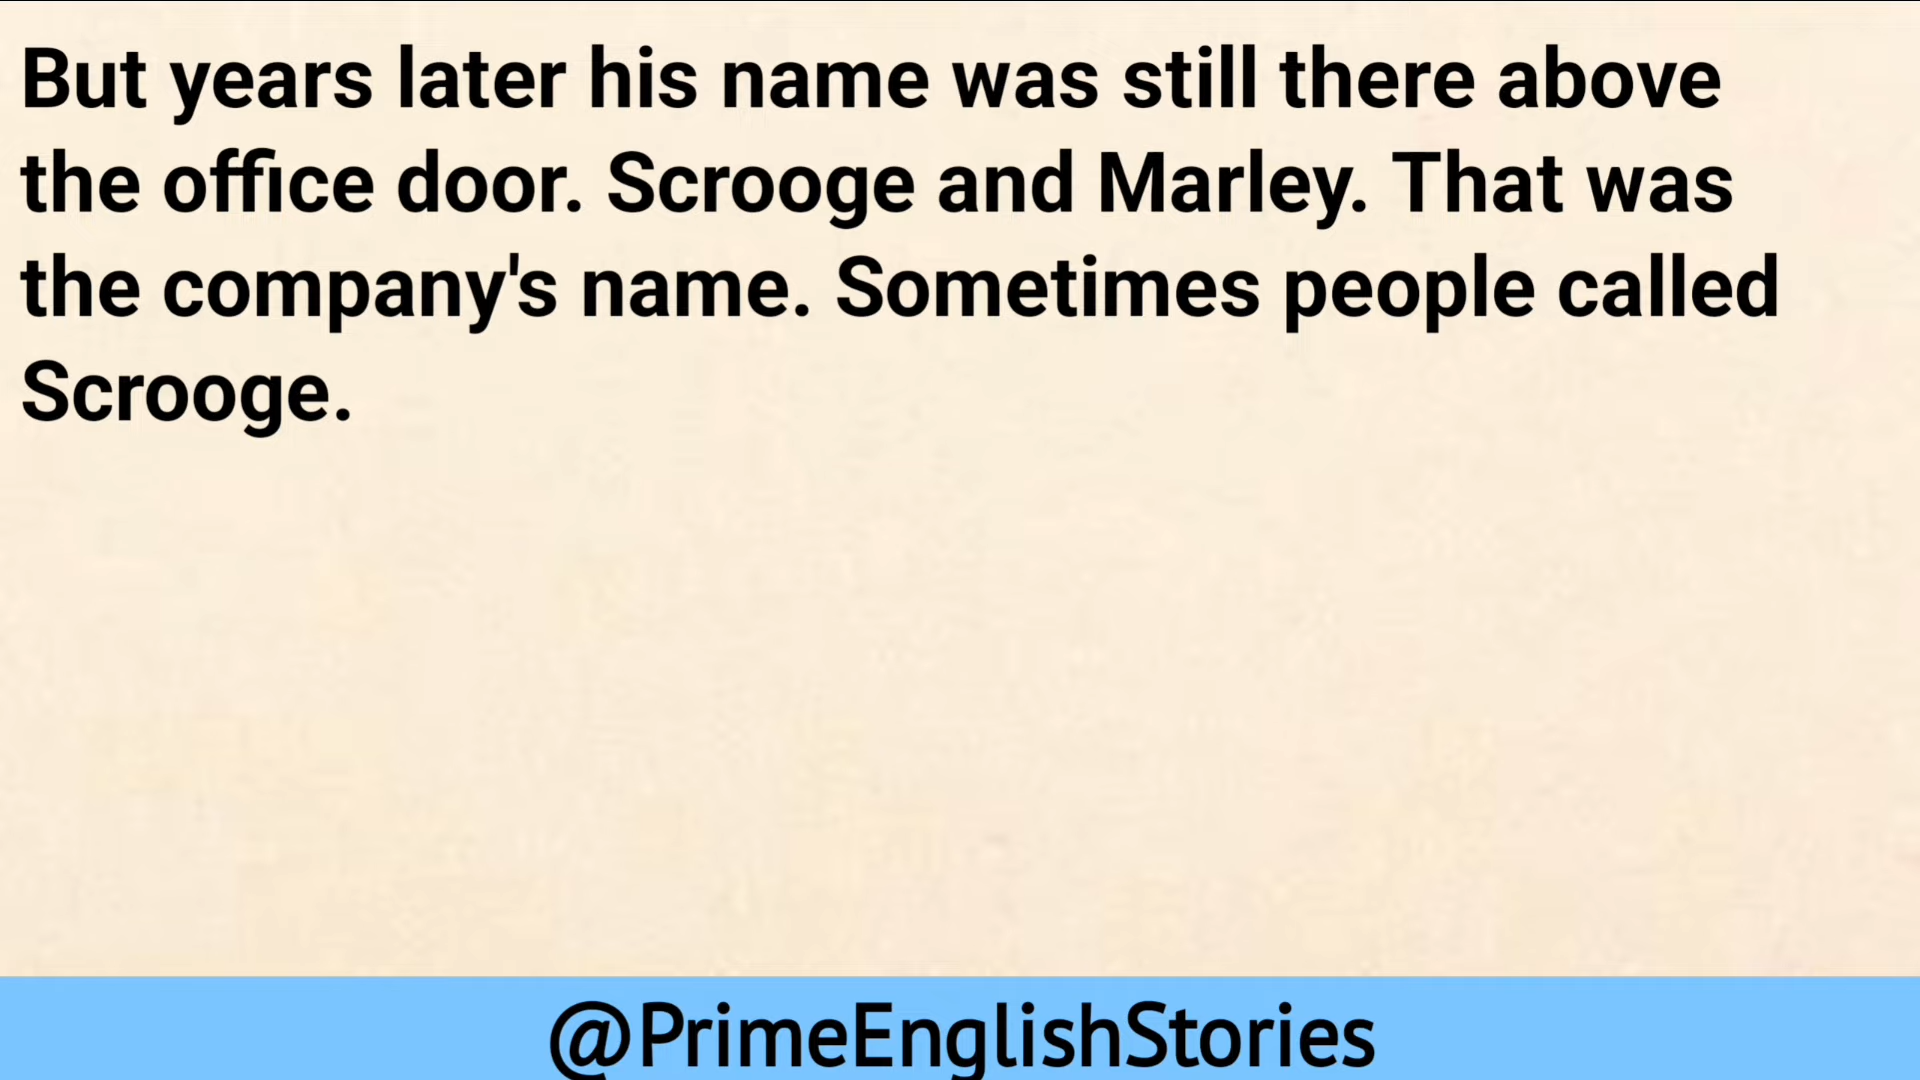 But years later his name was still there above
the office door. Scrooge and Marley. That was
the company's name. Sometimes people called
Scrooge.
@PrimeEnglishStories